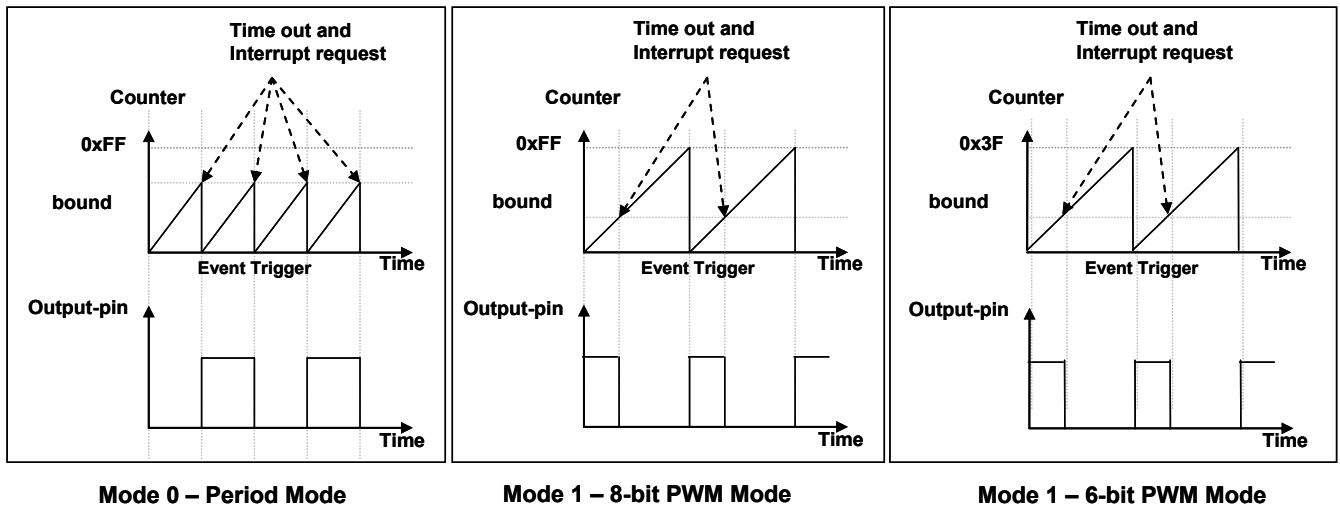 Time out and
Interrupt request
Counter
0xFF
bound
Time
Event Trigger
Output-pin
Time
Mode 0 – Period Mode
Time out and
Interrupt request
Counter
0xFF
bound
Time
Event Trigger
Output-pin
Time
Mode 1 – 8-bit PWM Mode
Time out and
Interrupt request
Counter
0x3F
bound
Time
Event Trigger
Output-pin
Time
Mode 1 – 6-bit PWM Mode